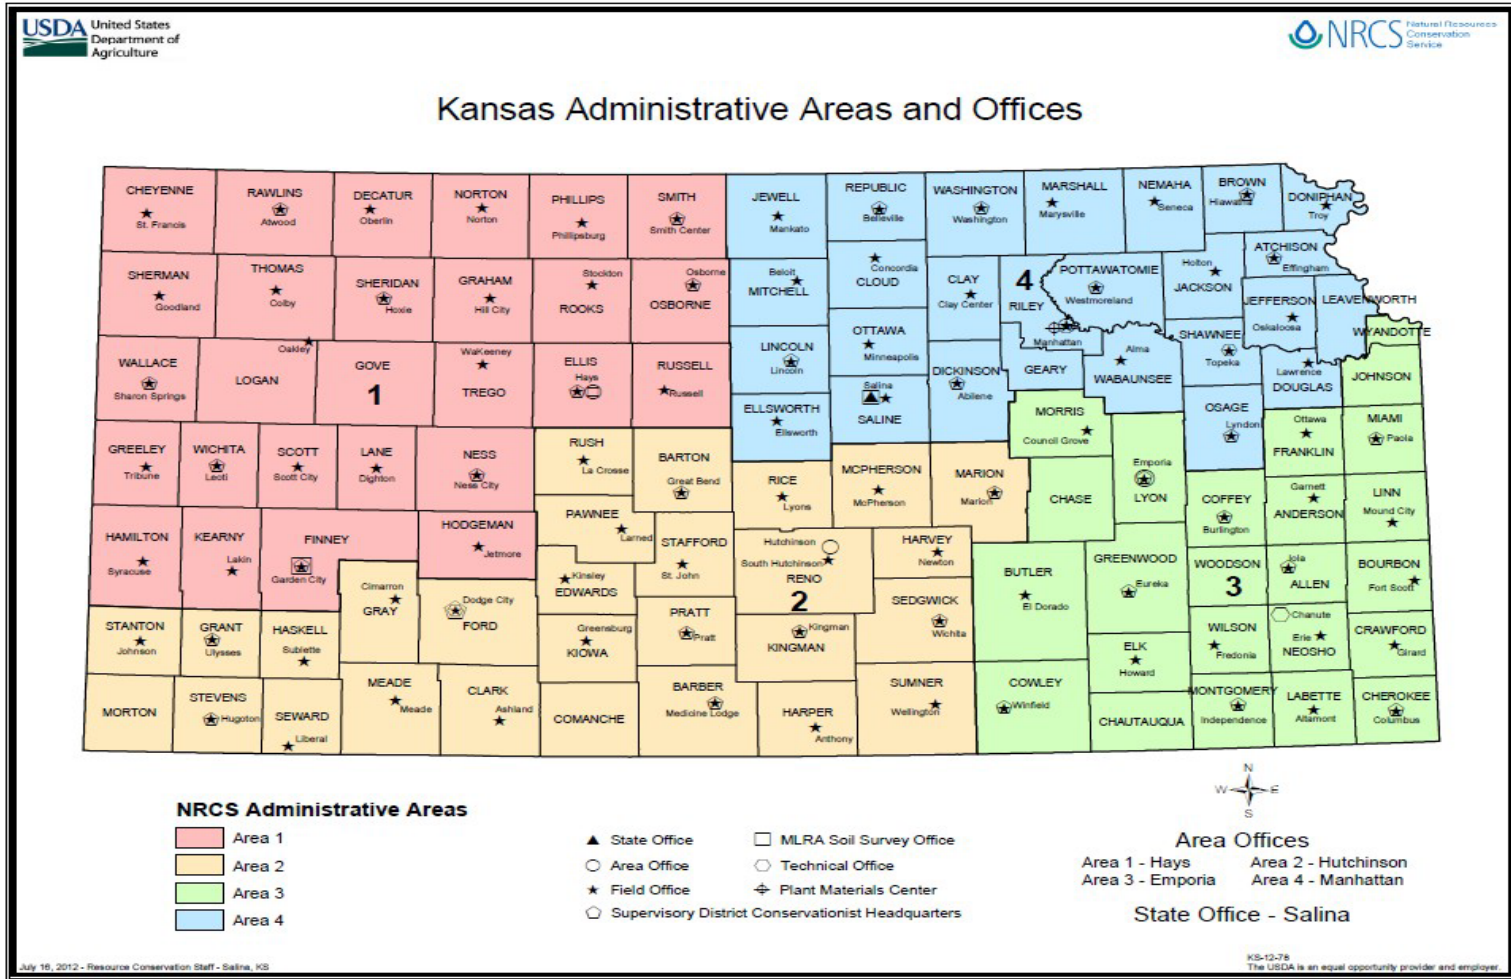 USDA United States
Department of
Agriculture
NRCS Natural Resources
Conservation
Service
Kansas Administrative Areas and Offices
CHEYENNE
St. Francis
RAWLINS
Atwood
DECATUR
Oberlin
NORTON
Norton
PHILLIPS
Phillipsburg
SMITH
Smith Center
JEWELL
Mankato
REPUBLIC
Belleville
WASHINGTON
Washington
MARSHALL
Marysville
NEMAHA
Seneca
BROWN
Hiawatha
DONIPHAN
Troy
SHERMAN
Goodland
THOMAS
Colby
SHERIDAN
Hoxie
GRAHAM
Hill City
Stockton
ROOKS
Osborne
OSBORNE
Beloit
MITCHELL
Concordia
CLOUD
CLAY
Clay Center
4
RILEY
Manhattan
POTTAWATOMIE
Westmoreland
Holton
JACKSON
ATCHISON
Effingham
JEFFERSON
Oskaloosa
LEAVENWORTH
WYANDOTTE
WALLACE
Sharon Springs
Oakley
LOGAN
GOVE
1
WaKeeney
TREGO
ELLIS
Hays
RUSSELL
Russell
LINCOLN
Lincoln
OTTAWA
Minneapolis
DICKINSON
Abilene
GEARY
Alma
WABAUNSEE
SHAWNEE
Topeka
Lawrence
DOUGLAS
JOHNSON
ELLSWORTH
Ellsworth
Salina
SALINE
MORRIS
Council Grove
OSAGE
Lyndon
Ottawa
FRANKLIN
MIAMI
Paola
GREELEY
Tribune
WICHITA
Leoti
SCOTT
Scott City
LANE
Dighton
NESS
Ness City
RUSH
La Crosse
BARTON
Great Bend
RICE
Lyons
MCPHERSON
McPherson
MARION
Marion
CHASE
Emporia
LYON
COFFEY
Burlington
Garnett
ANDERSON
LINN
Mound City
HAMILTON
Syracuse
KEARNY
Lakin
FINNEY
Garden City
HODGEMAN
Jetmore
PAWNEE
Larned
STAFFORD
St. John
Hutchinson
South Hutchinson
RENO
2
HARVEY
Newton
BUTLER
El Dorado
GREENWOOD
Eureka
WOODSON
3
Iola
ALLEN
BOURBON
Fort Scott
Cimarron
GRAY
Dodge City
FORD
Kinsley
EDWARDS
SEDGWICK
Wichita
STANTON
Johnson
GRANT
Ulysses
HASKELL
Sublette
Greensburg
KIOWA
PRATT
Pratt
Kingman
KINGMAN
ELK
Howard
WILSON
Fredonia
Chanute
Erie
NEOSHO
CRAWFORD
Girard
MORTON
STEVENS
Hugoton
SEWARD
Liberal
MEADE
Meade
CLARK
Ashland
COMANCHE
BARBER
Medicine Lodge
HARPER
Anthony
SUMNER
Wellington
COWLEY
Winfield
CHAUTAUQUA
MONTGOMERY
Independence
LABETTE
Altamont
CHEROKEE
Columbus
N
W E
S
NRCS Administrative Areas
Area 1
Area 2
Area 3
Area 4
State Office
Area Office
Field Office
Supervisory District Conservationist Headquarters
MLRA Soil Survey Office
Technical Office
Plant Materials Center
Area Offices
Area 1 - Hays Area 2 - Hutchinson
Area 3 - Emporia Area 4 - Manhattan
State Office - Salina
July 16, 2012 - Resource Conservation Staff - Salina, KS
KS-12-78
The USDA is an equal opportunity provider and employer.